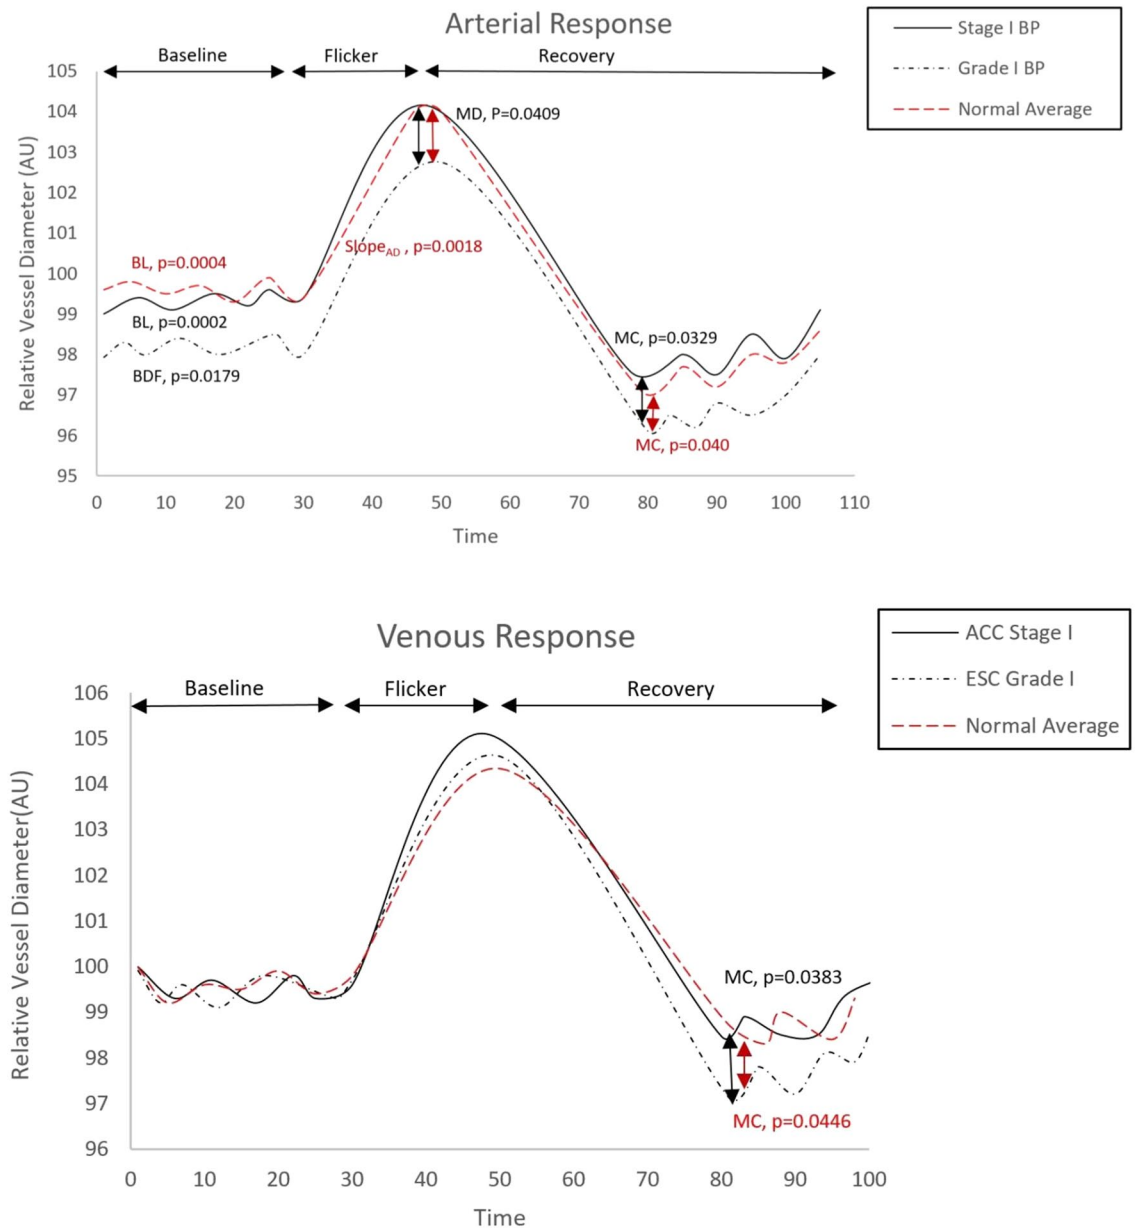 Arterial Response
Stage I BP
Grade I BP
Normal Average
Baseline
Flicker
Recovery
Relative Vessel Diameter (AU)
105
104
103
102
101
100
99
98
97
96
95
MD, P=0.0409
SlopeAD , p=0.0018
BL, p=0.0004
BL, p=0.0002
BDF, p=0.0179
MC, p=0.0329
MC, p=0.040
0 10 20 30 40 50 60 70 80 90 100 110
Time
Venous Response
ACC Stage I
ESC Grade I
Normal Average
Baseline
Flicker
Recovery
Relative Vessel Diameter(AU)
106
105
104
103
102
101
100
99
98
97
96
MC, p=0.0383
MC, p=0.0446
0 10 20 30 40 50 60 70 80 90 100
Time